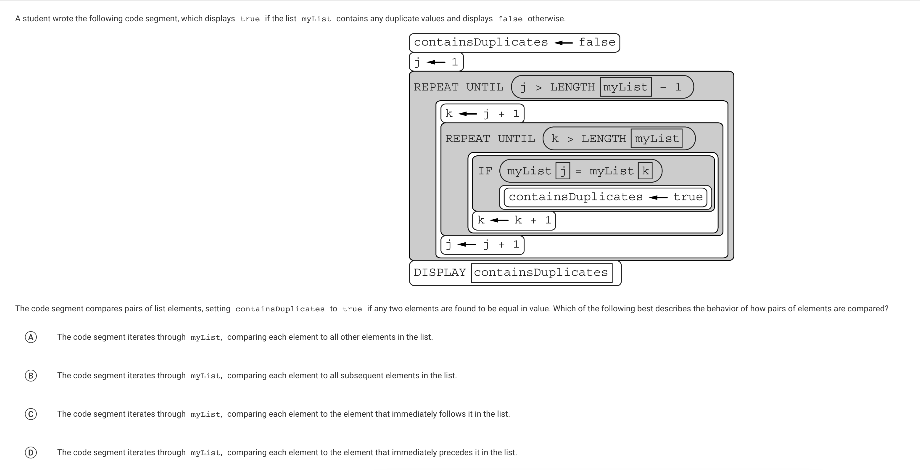 A student wrote the following code segment, which displays true if the list myList contains any duplicate values and displays false otherwise
containsDuplicates ← false
j ← 1
REPEAT UNTIL j > LENGTH myList - 1
k ← j + 1
REPEAT UNTIL k > LENGTH myList
IF myList j = myList k
containsDuplicates ← true
k ← k + 1
j ← j + 1
DISPLAY containsDuplicates
The code segment compares pairs of list elements, setting containsDuplicates to true if any two elements are found to be equal in value. Which of the following best describes the behavior of how pairs of elements are compared?
A The code segment iterates through myList, comparing each element to all other elements in the list.
B The code segment iterates through myList, comparing each element to all subsequent elements in the list.
C The code segment iterates through myList, comparing each element to the element that immediately follows it in the list.
D The code segment iterates through myList, comparing each element to the element that immediately precedes it in the list.